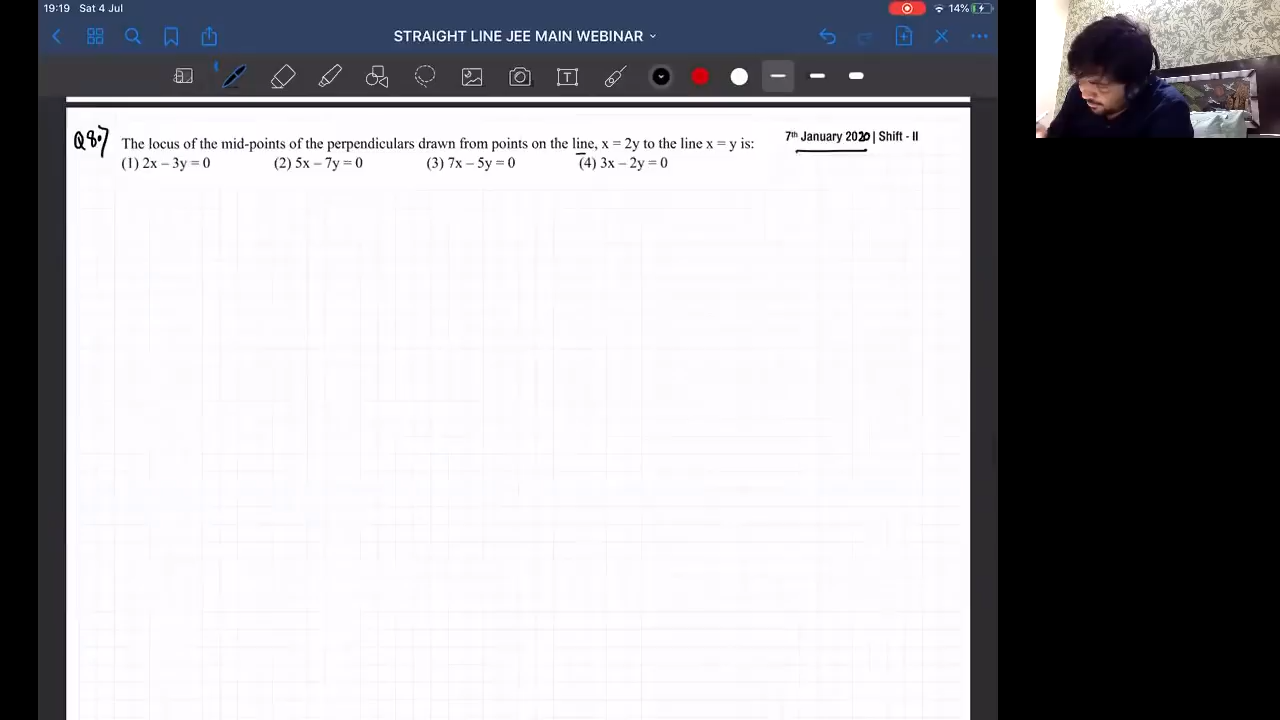 19:19 Sat 4 Jul
14%
STRAIGHT LINE JEE MAIN WEBINAR
T
Q8.7 The locus of the mid-points of the perpendiculars drawn from points on the line, x = 2y to the line x = y is:
7th January 2020 | Shift - II
(1) 2x – 3y = 0 (2) 5x – 7y = 0 (3) 7x – 5y = 0 (4) 3x – 2y = 0